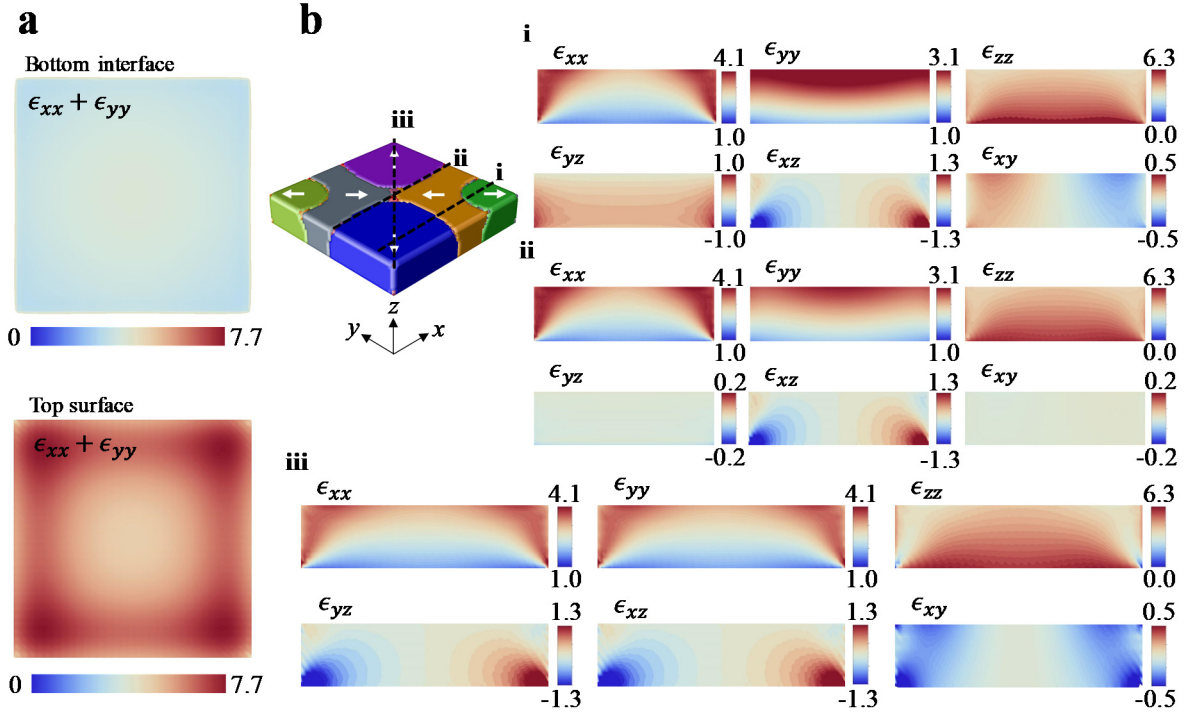 a
Bottom interface
ϵxx + ϵyy
0 7.7
Top surface
ϵxx + ϵyy
0 7.7
b
iii
ii
i
z
y x
i
ϵxx 4.1 ϵyy 3.1 ϵzz 6.3
1.0 1.0 0.0
ϵyz 1.0 ϵxz 1.3 ϵxy 0.5
-1.0 -1.3 -0.5
ii
ϵxx 4.1 ϵyy 3.1 ϵzz 6.3
1.0 1.0 0.0
ϵyz 0.2 ϵxz 1.3 ϵxy 0.2
-0.2 -1.3 -0.2
iii
ϵxx 4.1 ϵyy 4.1 ϵzz 6.3
1.0 1.0 0.0
ϵyz 1.3 ϵxz 1.3 ϵxy 0.5
-1.3 -1.3 -0.5